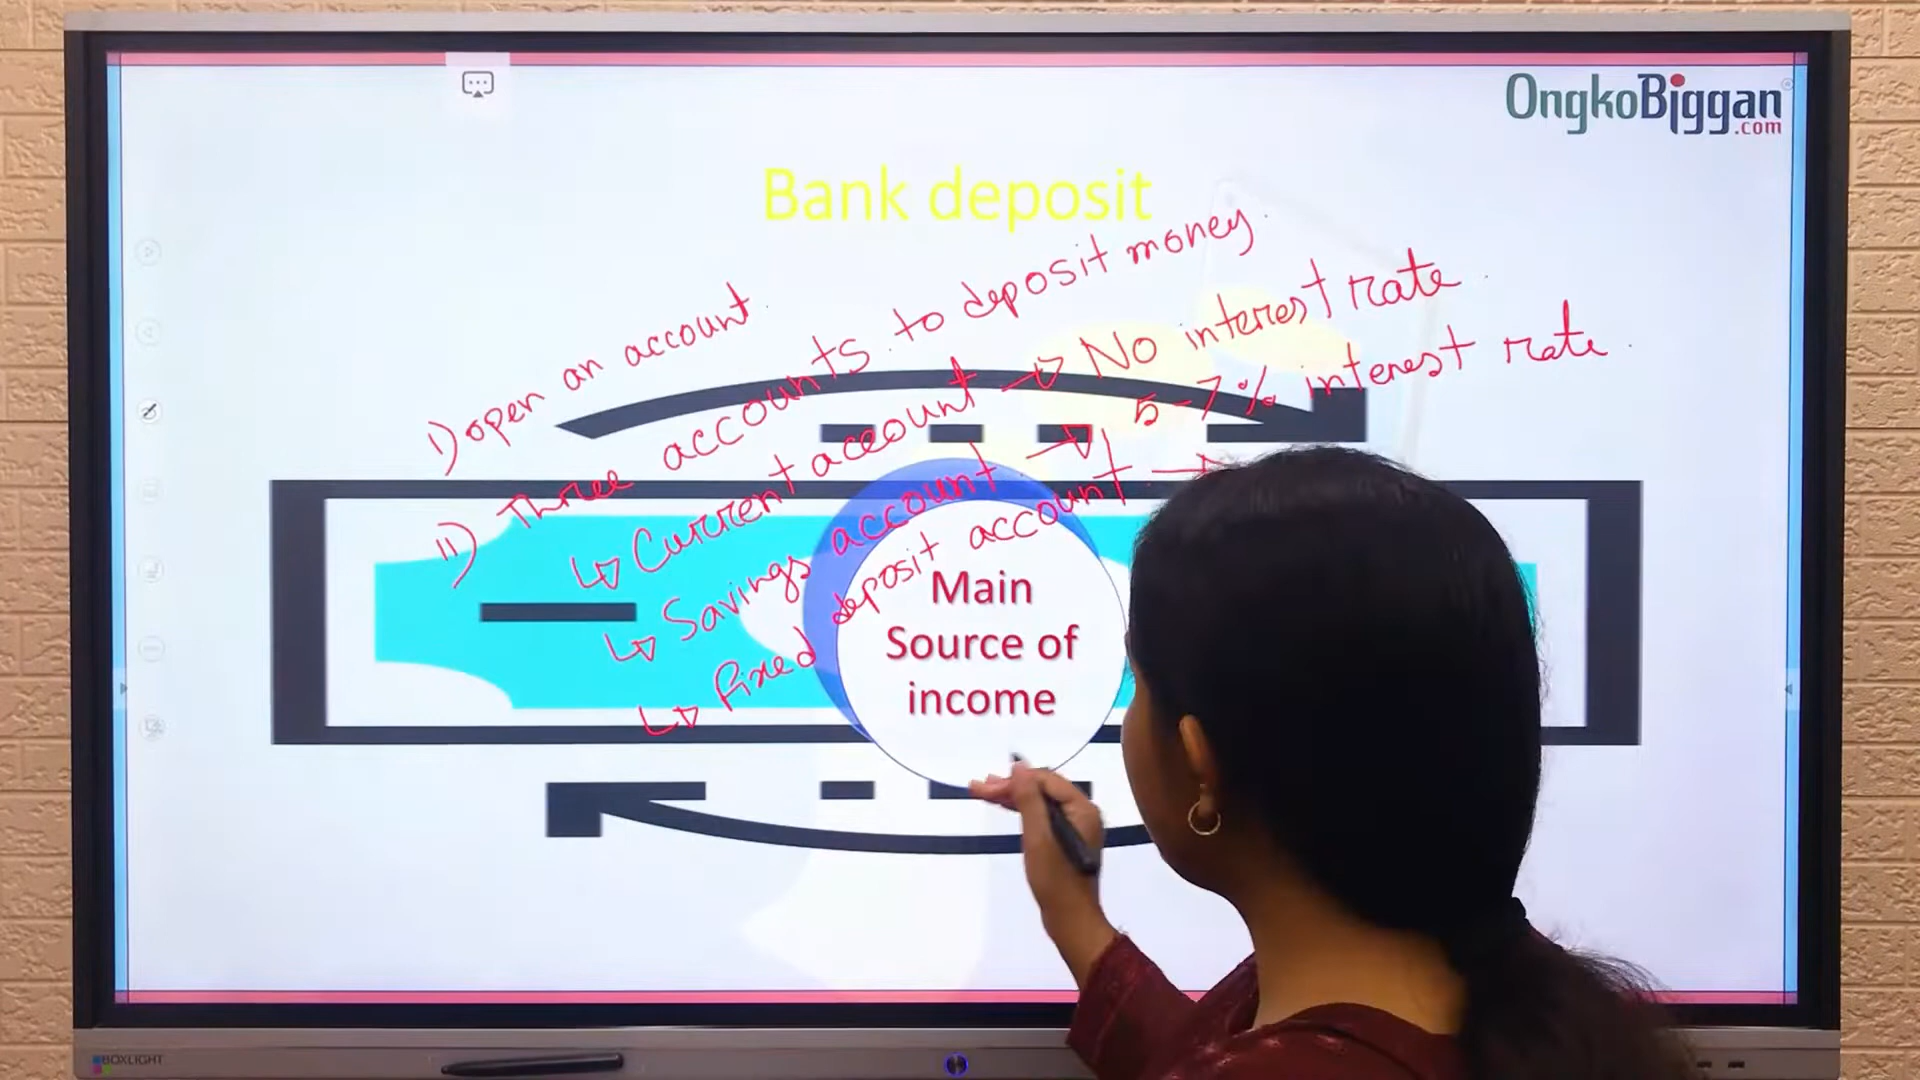 OngkoBiggan
.com
Bank deposit
i) open an account
ii) Three accounts to deposit money.
Current account → No interest rate
Savings account → 5-7% interest rate
Fixed deposit account →
Main
Source of
income
BOXLIGHT